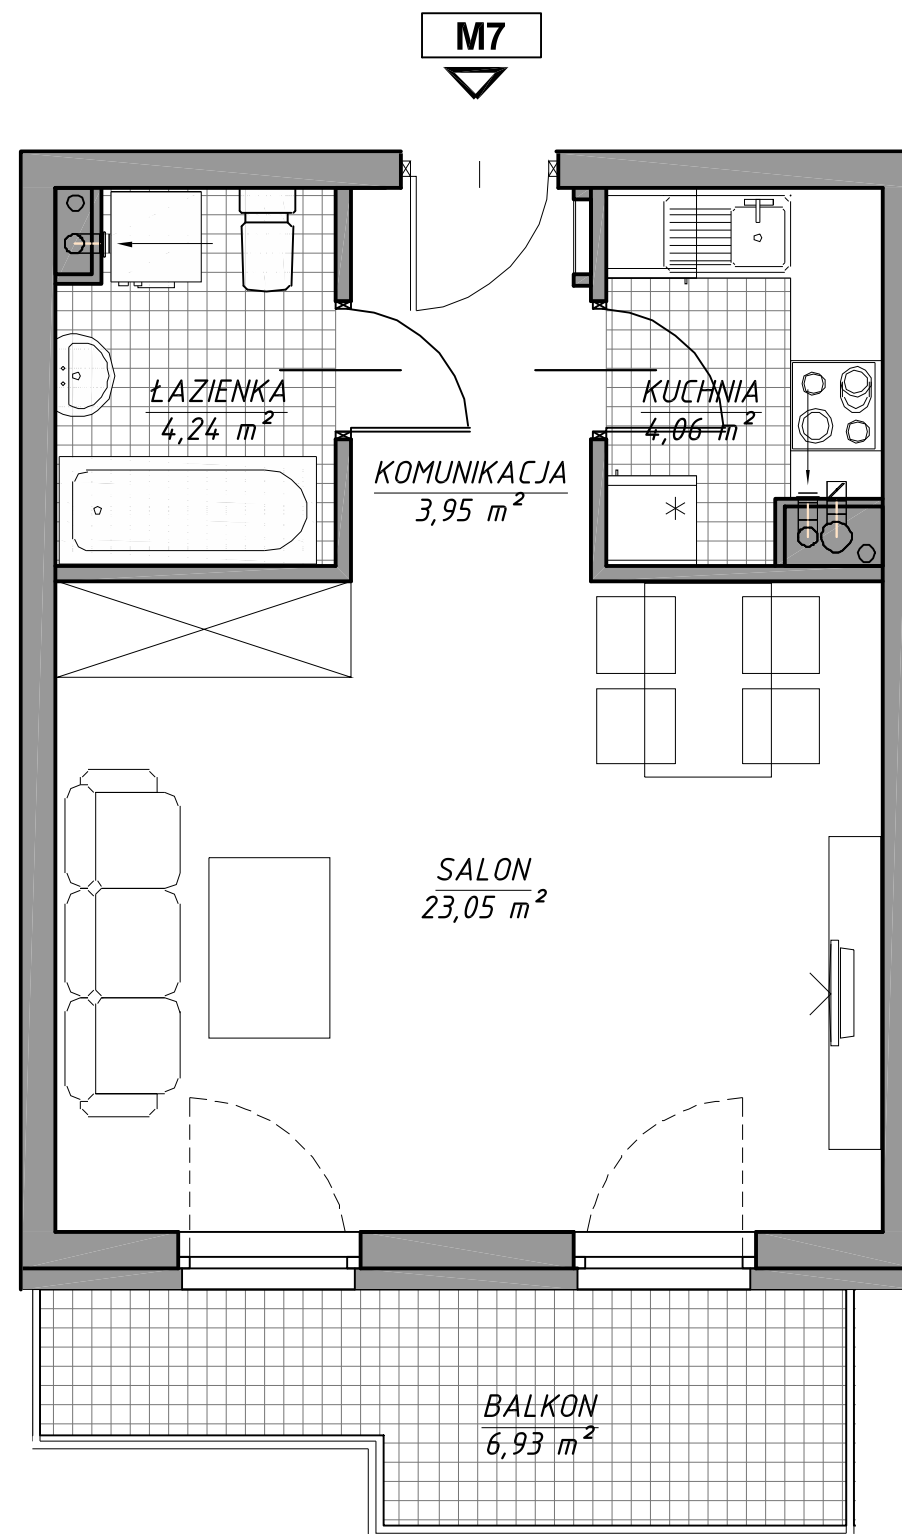 M7
ŁAZIENKA
4,24 m²
KUCHNIA
4,06 m²
KOMUNIKACJA
3,95 m²
SALON
23,05 m²
BALKON
6,93 m²